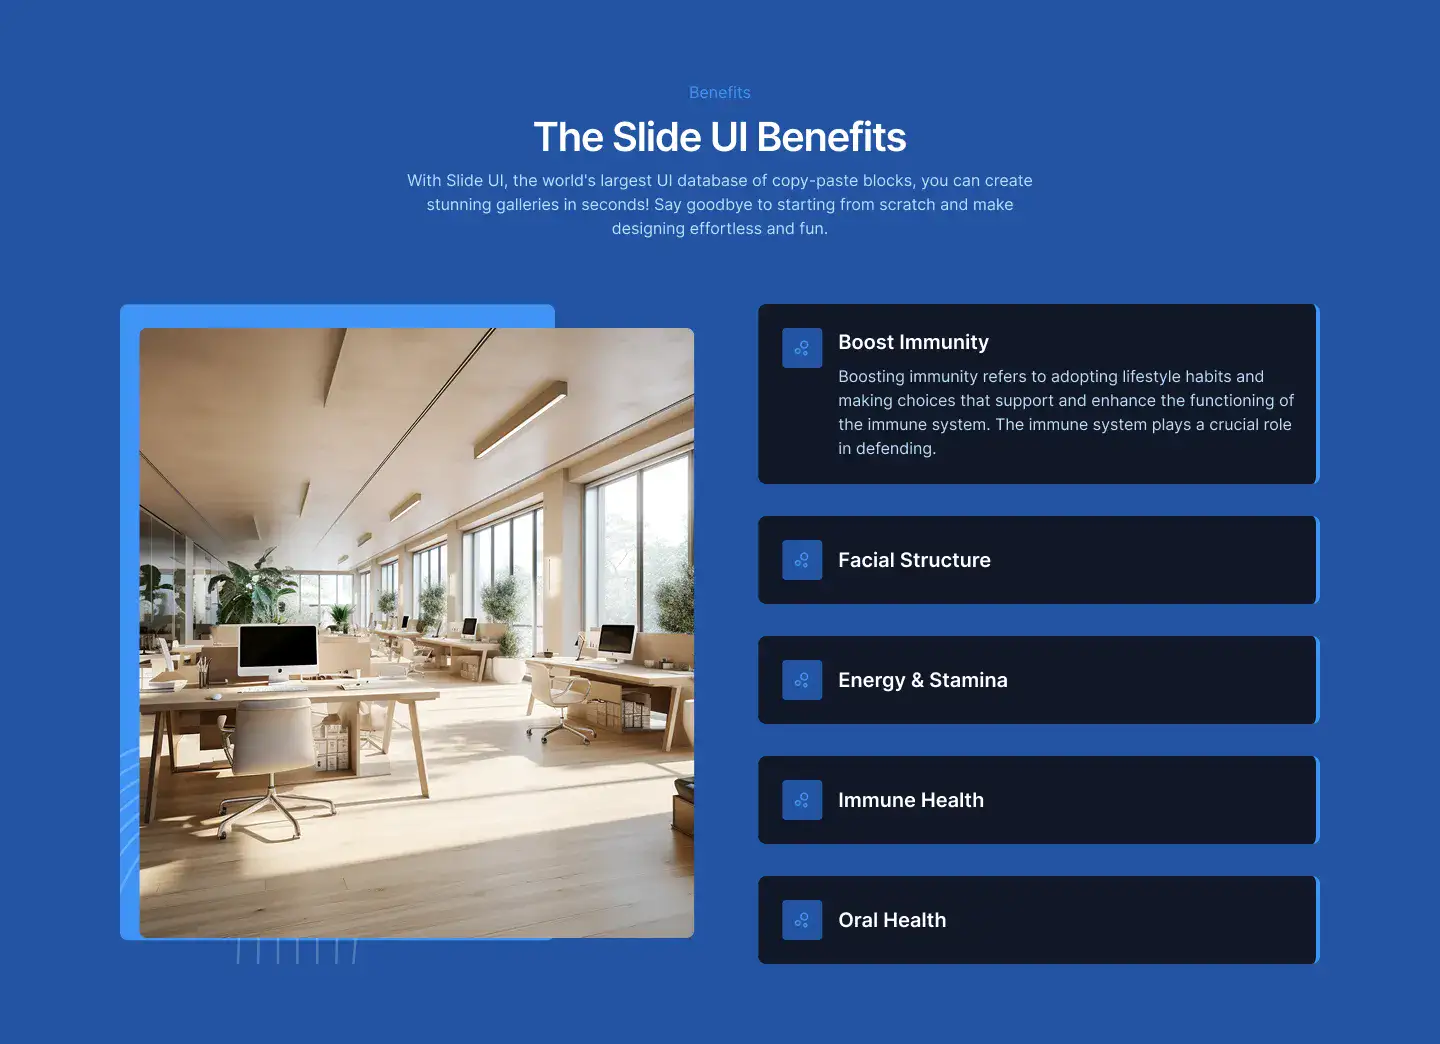 Benefits
The Slide UI Benefits
With Slide UI, the world's largest UI database of copy-paste blocks, you can create
stunning galleries in seconds! Say goodbye to starting from scratch and make
designing effortless and fun.
Boost Immunity
Boosting immunity refers to adopting lifestyle habits and
making choices that support and enhance the functioning of
the immune system. The immune system plays a crucial role
in defending.
Facial Structure
Energy & Stamina
Immune Health
Oral Health